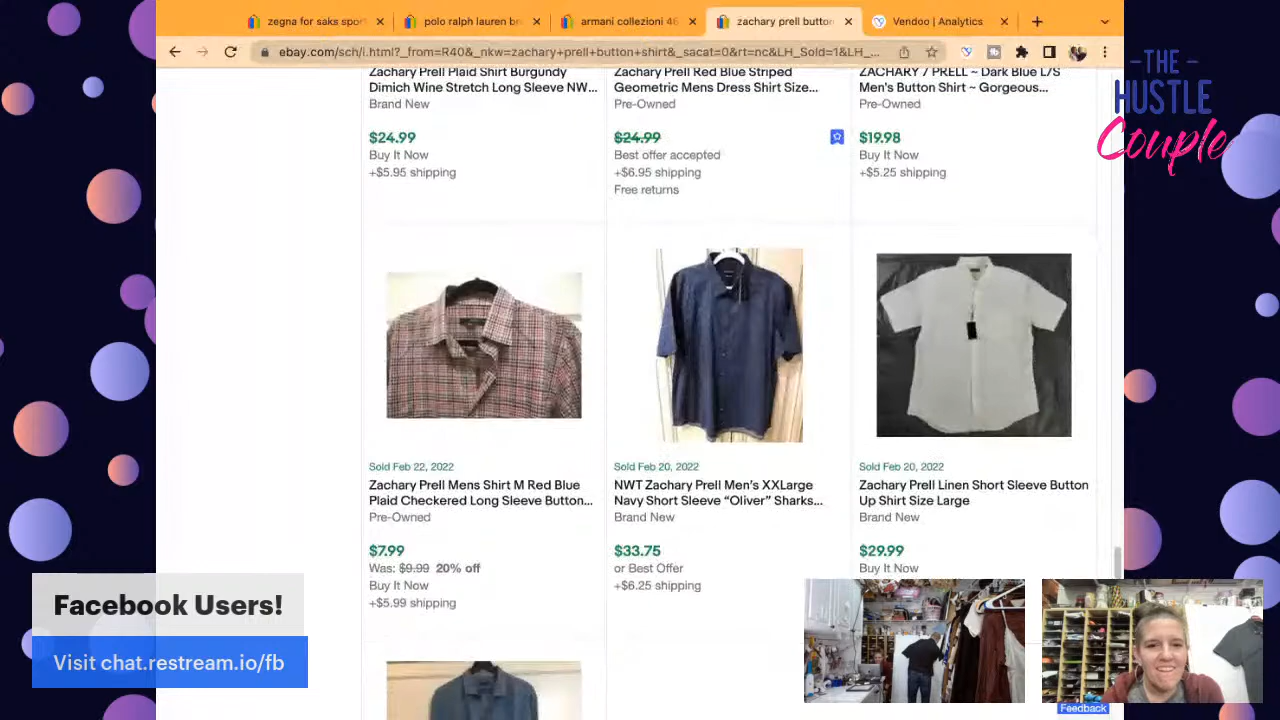 zegna for saks spor
polo ralph lauren br
armani collezioni 46
zachary prell button
Vendoo | Analytics
ebay.com/sch/i.html?_from=R40&_nkw=zachary+prell+button+shirt&_sacat=0&rt=nc&LH_Sold=1&LH_...
THE
HUSTLE
Couple
Zachary Prell Plaid Shirt Burgundy
Dimich Wine Stretch Long Sleeve NW...
Brand New
$24.99
Buy It Now
+$5.95 shipping
Zachary Prell Red Blue Striped
Geometric Mens Dress Shirt Size...
Pre-Owned
$24.99
Best offer accepted
+$6.95 shipping
Free returns
ZACHARY 7 PRELL ~ Dark Blue L/S
Men's Button Shirt ~ Gorgeous...
Pre-Owned
$19.98
Buy It Now
+$5.25 shipping
Sold Feb 22, 2022
Zachary Prell Mens Shirt M Red Blue
Plaid Checkered Long Sleeve Button...
Pre-Owned
$7.99
Was: $9.99 20% off
Buy It Now
+$5.99 shipping
Sold Feb 20, 2022
NWT Zachary Prell Men's XXLarge
Navy Short Sleeve “Oliver” Sharks...
Brand New
$33.75
or Best Offer
+$6.25 shipping
Sold Feb 20, 2022
Zachary Prell Linen Short Sleeve Button
Up Shirt Size Large
Brand New
$29.99
Buy It Now
Facebook Users!
Visit chat.restream.io/fb
Feedback